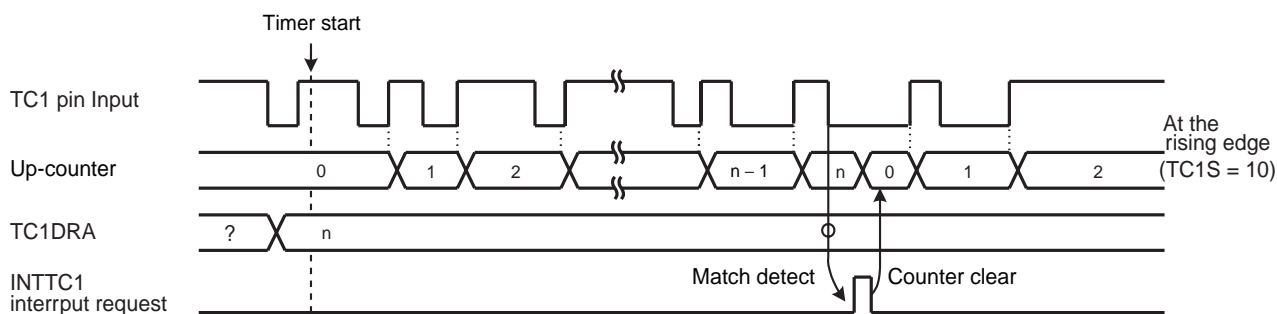 Timer start
TC1 pin Input
At the
rising edge
(TC1S = 10)
Up-counter
0
1
2
n – 1
n
0
1
2
TC1DRA
?
n
Match detect
Counter clear
INTTC1
interrput request